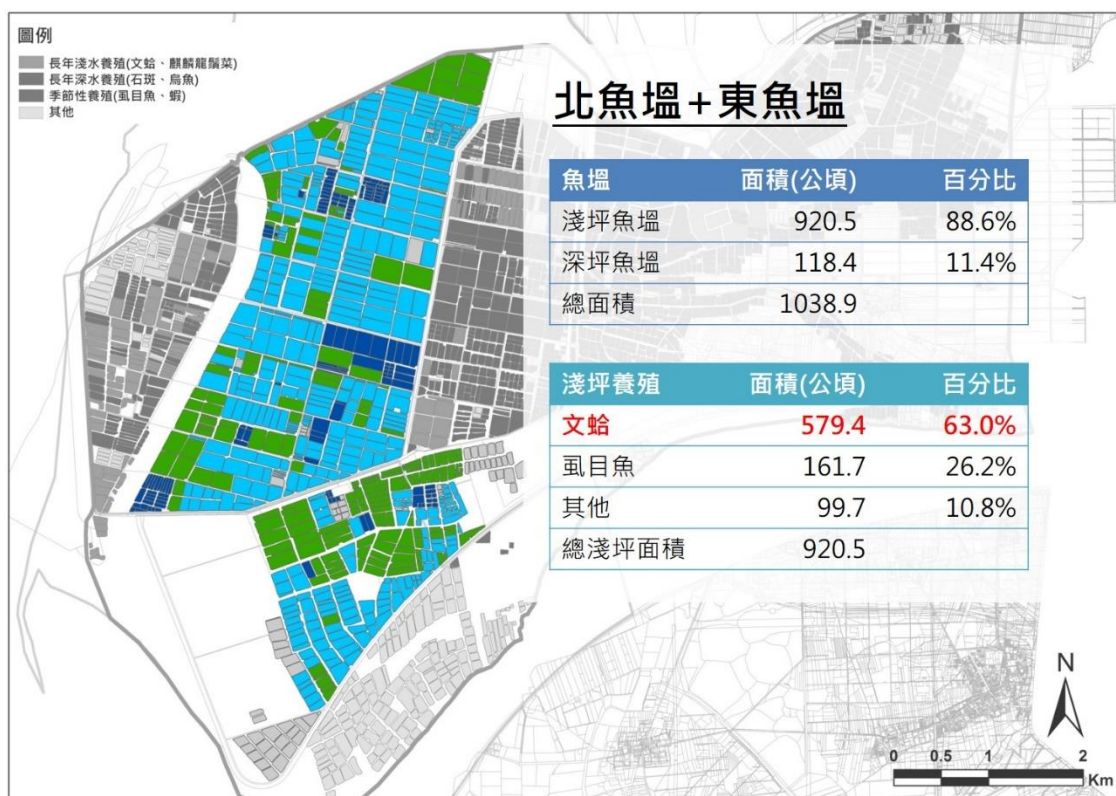 圖例
長年淺水養殖(文蛤、麒麟龍鬚菜)
長年深水養殖(石斑、烏魚)
季節性養殖(虱目魚、蝦)
其他
北魚塭+東魚塭
魚塭 面積(公頃) 百分比
淺坪魚塭 920.5 88.6%
深坪魚塭 118.4 11.4%
總面積 1038.9
淺坪養殖 面積(公頃) 百分比
文蛤 579.4 63.0%
虱目魚 161.7 26.2%
其他 99.7 10.8%
總淺坪面積 920.5
N
0 0.5 1 2
Km